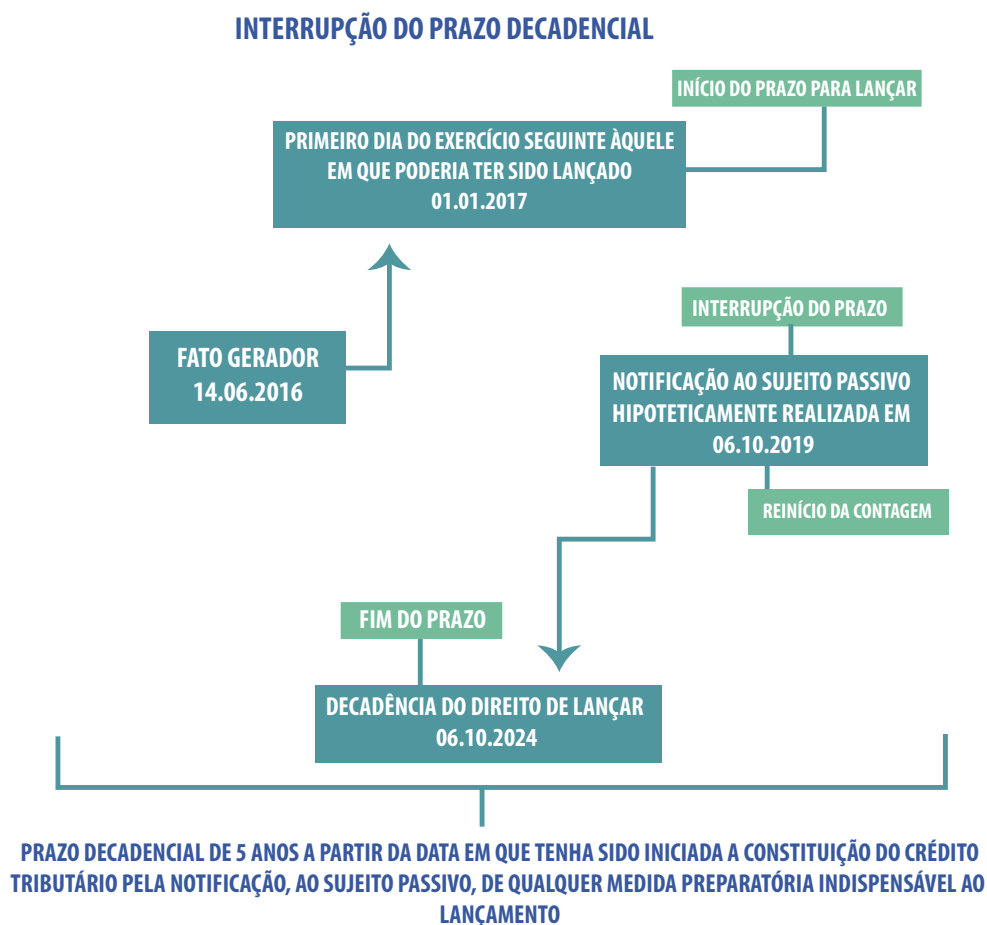 INTERRUPÇÃO DO PRAZO DECADENCIAL
INÍCIO DO PRAZO PARA LANÇAR
PRIMEIRO DIA DO EXERCÍCIO SEGUINTE ÀQUELE
EM QUE PODERIA TER SIDO LANÇADO
01.01.2017
INTERRUPÇÃO DO PRAZO
FATO GERADOR
14.06.2016
NOTIFICAÇÃO AO SUJEITO PASSIVO
HIPOTETICAMENTE REALIZADA EM
06.10.2019
REINÍCIO DA CONTAGEM
FIM DO PRAZO
DECADÊNCIA DO DIREITO DE LANÇAR
06.10.2024
PRAZO DECADENCIAL DE 5 ANOS A PARTIR DA DATA EM QUE TENHA SIDO INICIADA A CONSTITUIÇÃO DO CRÉDITO
TRIBUTÁRIO PELA NOTIFICAÇÃO, AO SUJEITO PASSIVO, DE QUALQUER MEDIDA PREPARATÓRIA INDISPENSÁVEL AO
LANÇAMENTO